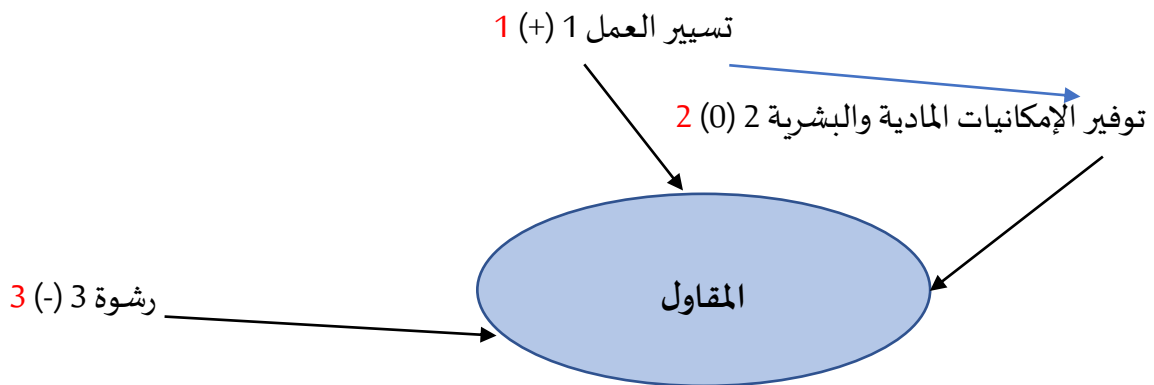 تسيير العمل 1 (+) 1
توفير الإمكانيات المادية والبشرية 2 (0) 2
المقاول
رشوة 3 (-) 3